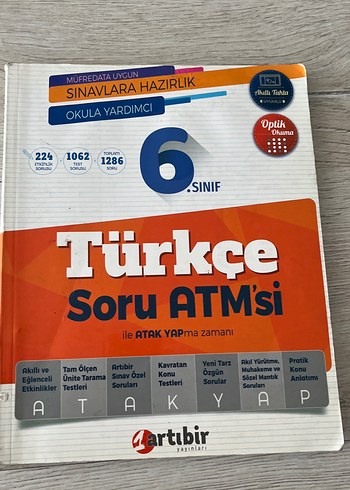 MÜFREDATA UYGUN
SINAVLARA HAZIRLIK
OKULA YARDIMCI
Akıllı Tahta
UYUMLU
Optik
Okuma
224
ETKİNLİK
SORUSU
1062
TEST
SORUSU
TOPLAM
1286
SORU
6.SINIF
Türkçe
Soru ATM'si
ile ATAK YAPma zamanı
Akıllı ve
Eğlenceli
Etkinlikler
Tam Ölçen
Ünite Tarama
Testleri
Artıbir
Sınav Özel
Soruları
Kavratan
Konu
Testleri
Yeni Tarz
Özgün
Sorular
Akıl Yürütme,
Muhakeme ve
Sözel Mantık
Soruları
Pratik
Konu
Anlatımı
A T A K Y A P
artıbir
yayınları